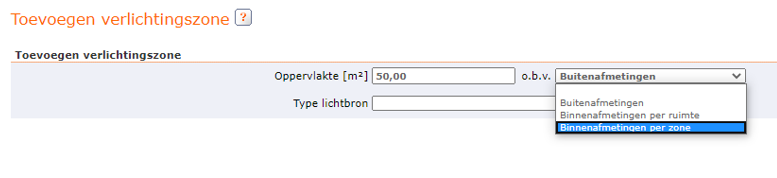 Toevoegen verlichtingszone ?
Toevoegen verlichtingszone
Oppervlakte [m²] 50,00 o.b.v. Buitenafmetingen
Buitenafmetingen
Type lichtbron
Binnenafmetingen per ruimte
Binnenafmetingen per zone